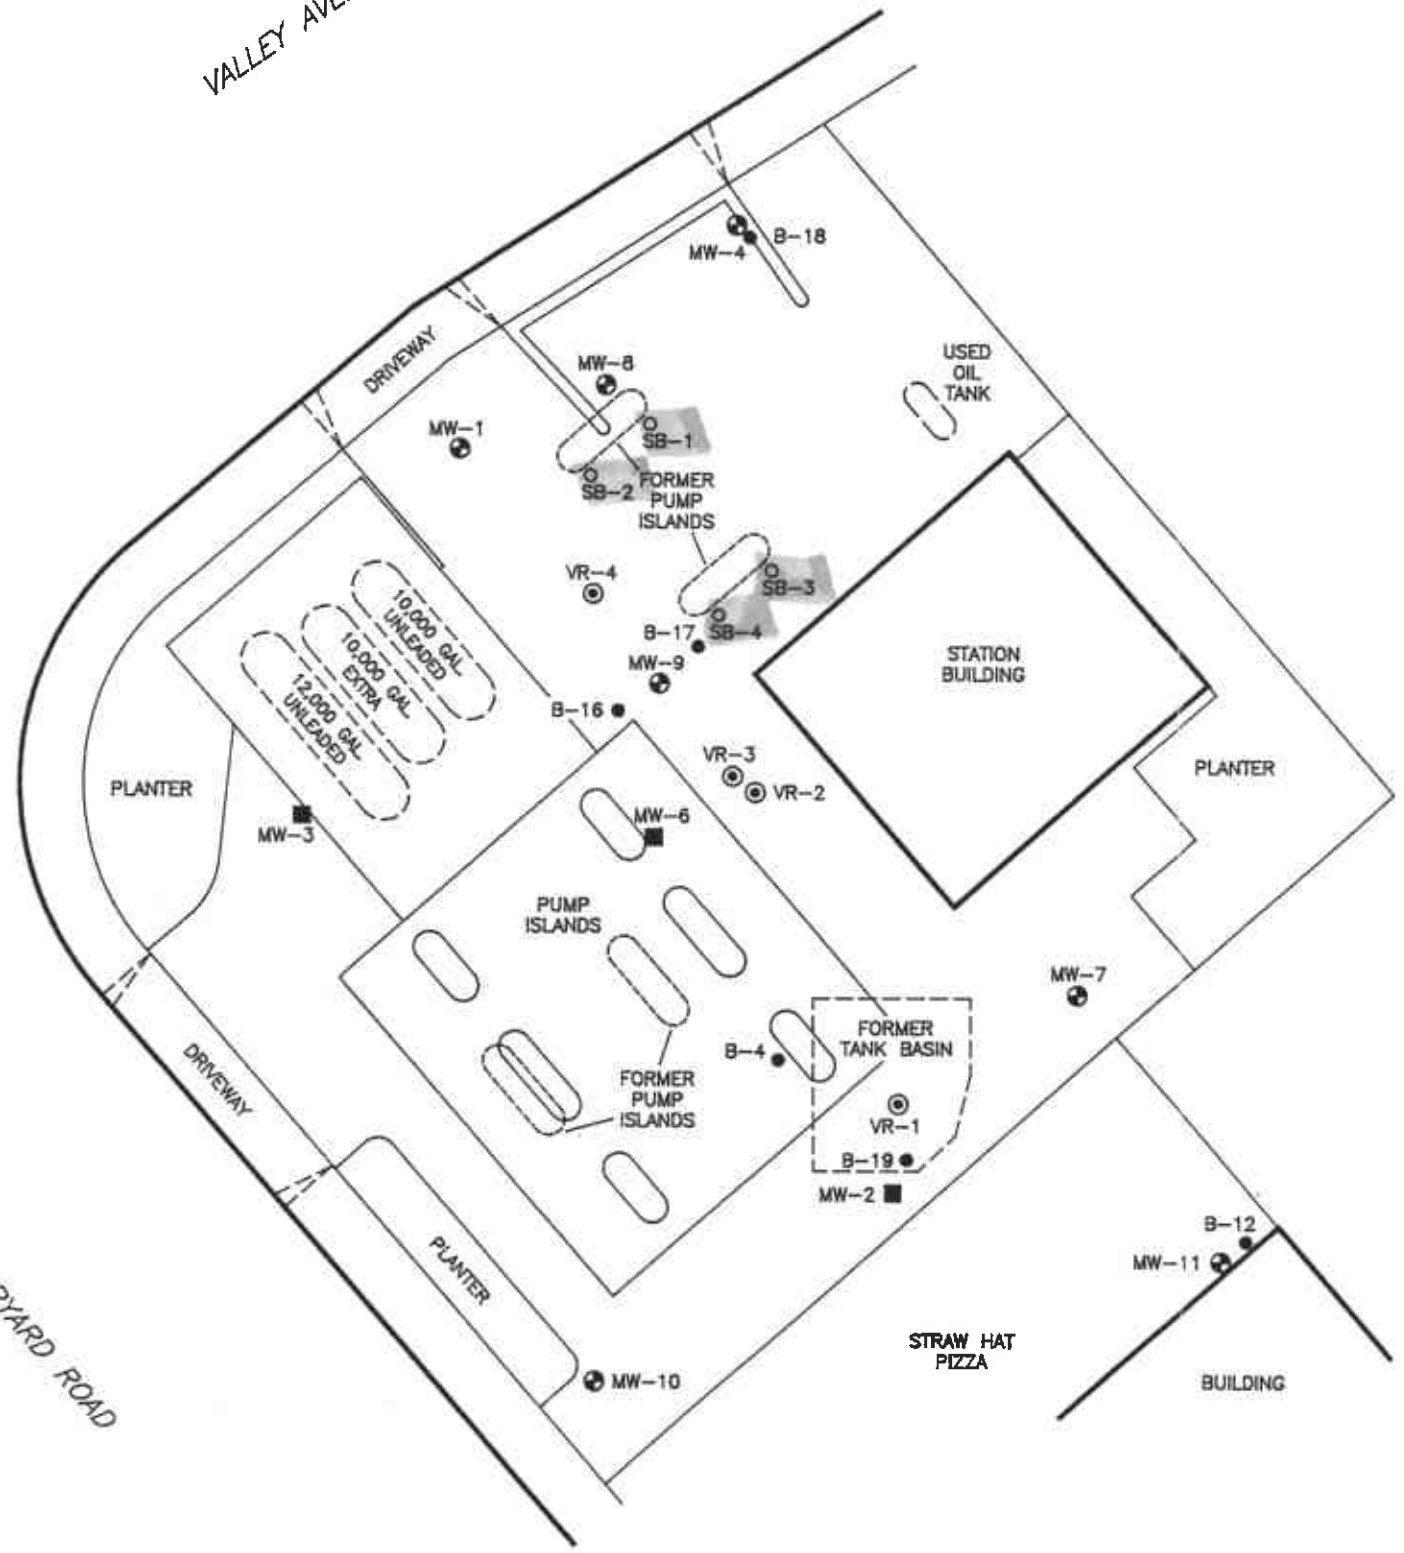 VALLEY AVE
B-18
MW-4
DRIVEWAY
USED
OIL
TANK
MW-8
MW-1
SB-1
SB-2
FORMER
PUMP
ISLANDS
VR-4
SB-3
SB-4
B-17
MW-9
10,000 GAL.
UNLEADED
10,000 GAL.
EXTRA
12,000 GAL.
UNLEADED
STATION
BUILDING
B-16
VR-3
VR-2
PLANTER
PLANTER
MW-3
MW-6
PUMP
ISLANDS
MW-7
FORMER
TANK BASIN
B-4
DRIVEWAY
FORMER
PUMP
ISLANDS
VR-1
B-19
MW-2
PLANTER
B-12
MW-11
STRAW HAT
PIZZA
BUILDING
MW-10
RYARD ROAD